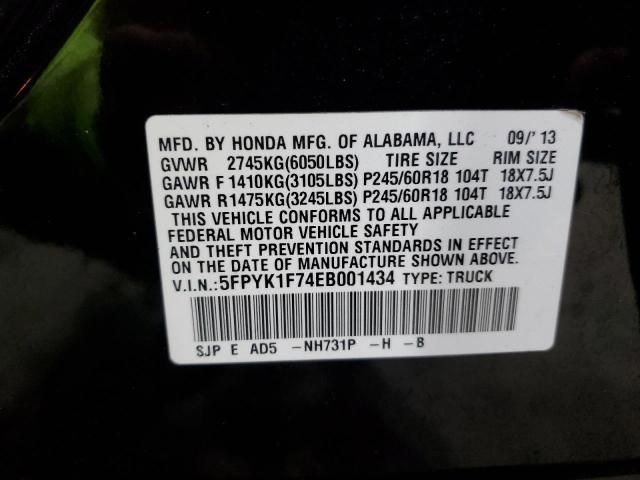 MFD. BY HONDA MFG. OF ALABAMA, LLC 09/'13
GVWR 2745KG(6050LBS) TIRE SIZE RIM SIZE
GAWR F 1410KG(3105LBS) P245/60R18 104T 18X7.5J
GAWR R1475KG(3245LBS) P245/60R18 104T 18X7.5J
THIS VEHICLE CONFORMS TO ALL APPLICABLE
FEDERAL MOTOR VEHICLE SAFETY
AND THEFT PREVENTION STANDARDS IN EFFECT
ON THE DATE OF MANUFACTURE SHOWN ABOVE.
V.I.N.:5FPYK1F74EB001434 TYPE: TRUCK
SJP E AD5 -NH731P -H -B